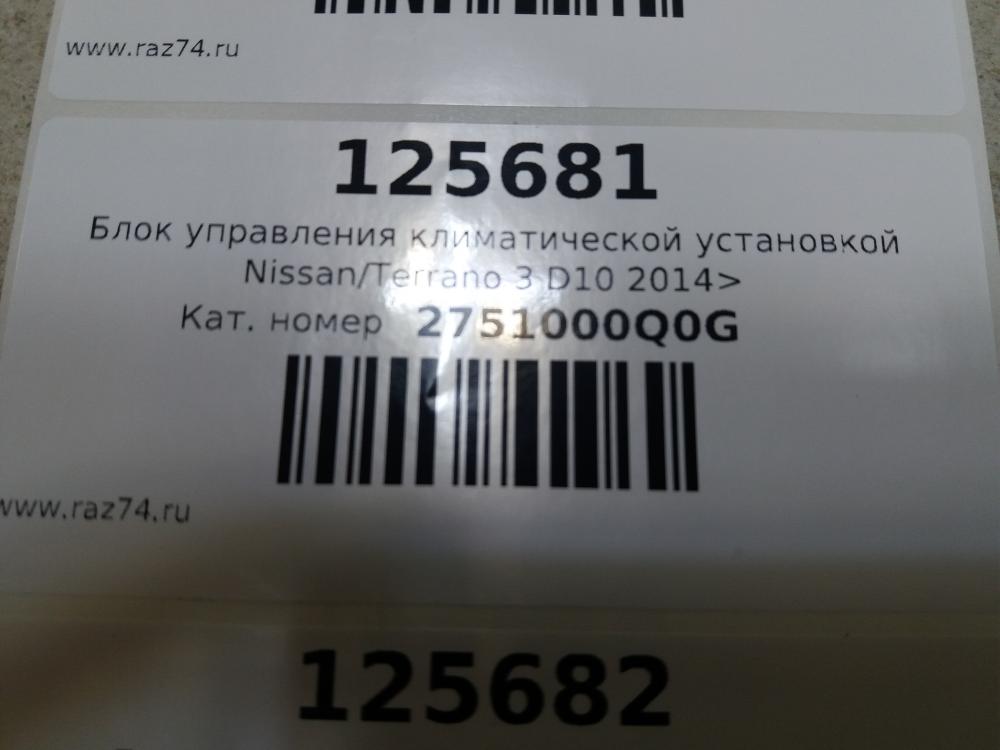 www.raz74.ru
125681
Блок управления климатической установкой
Nissan/Terrano 3 D10 2014>
Кат. номер 2751000Q0G
www.raz74.ru
125682